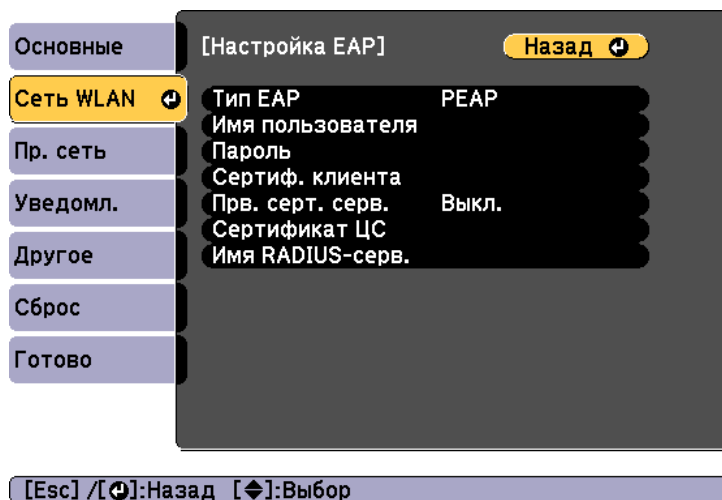 Основные
[Настройка EAP]
Назад
Сеть WLAN
Тип EAP PEAP
Имя пользователя
Пр. сеть
Пароль
Сертиф. клиента
Уведомл.
Прв. серт. серв. Выкл.
Сертификат ЦС
Другое
Имя RADIUS-серв.
Сброс
Готово
[Esc] /[]:Назад []:Выбор